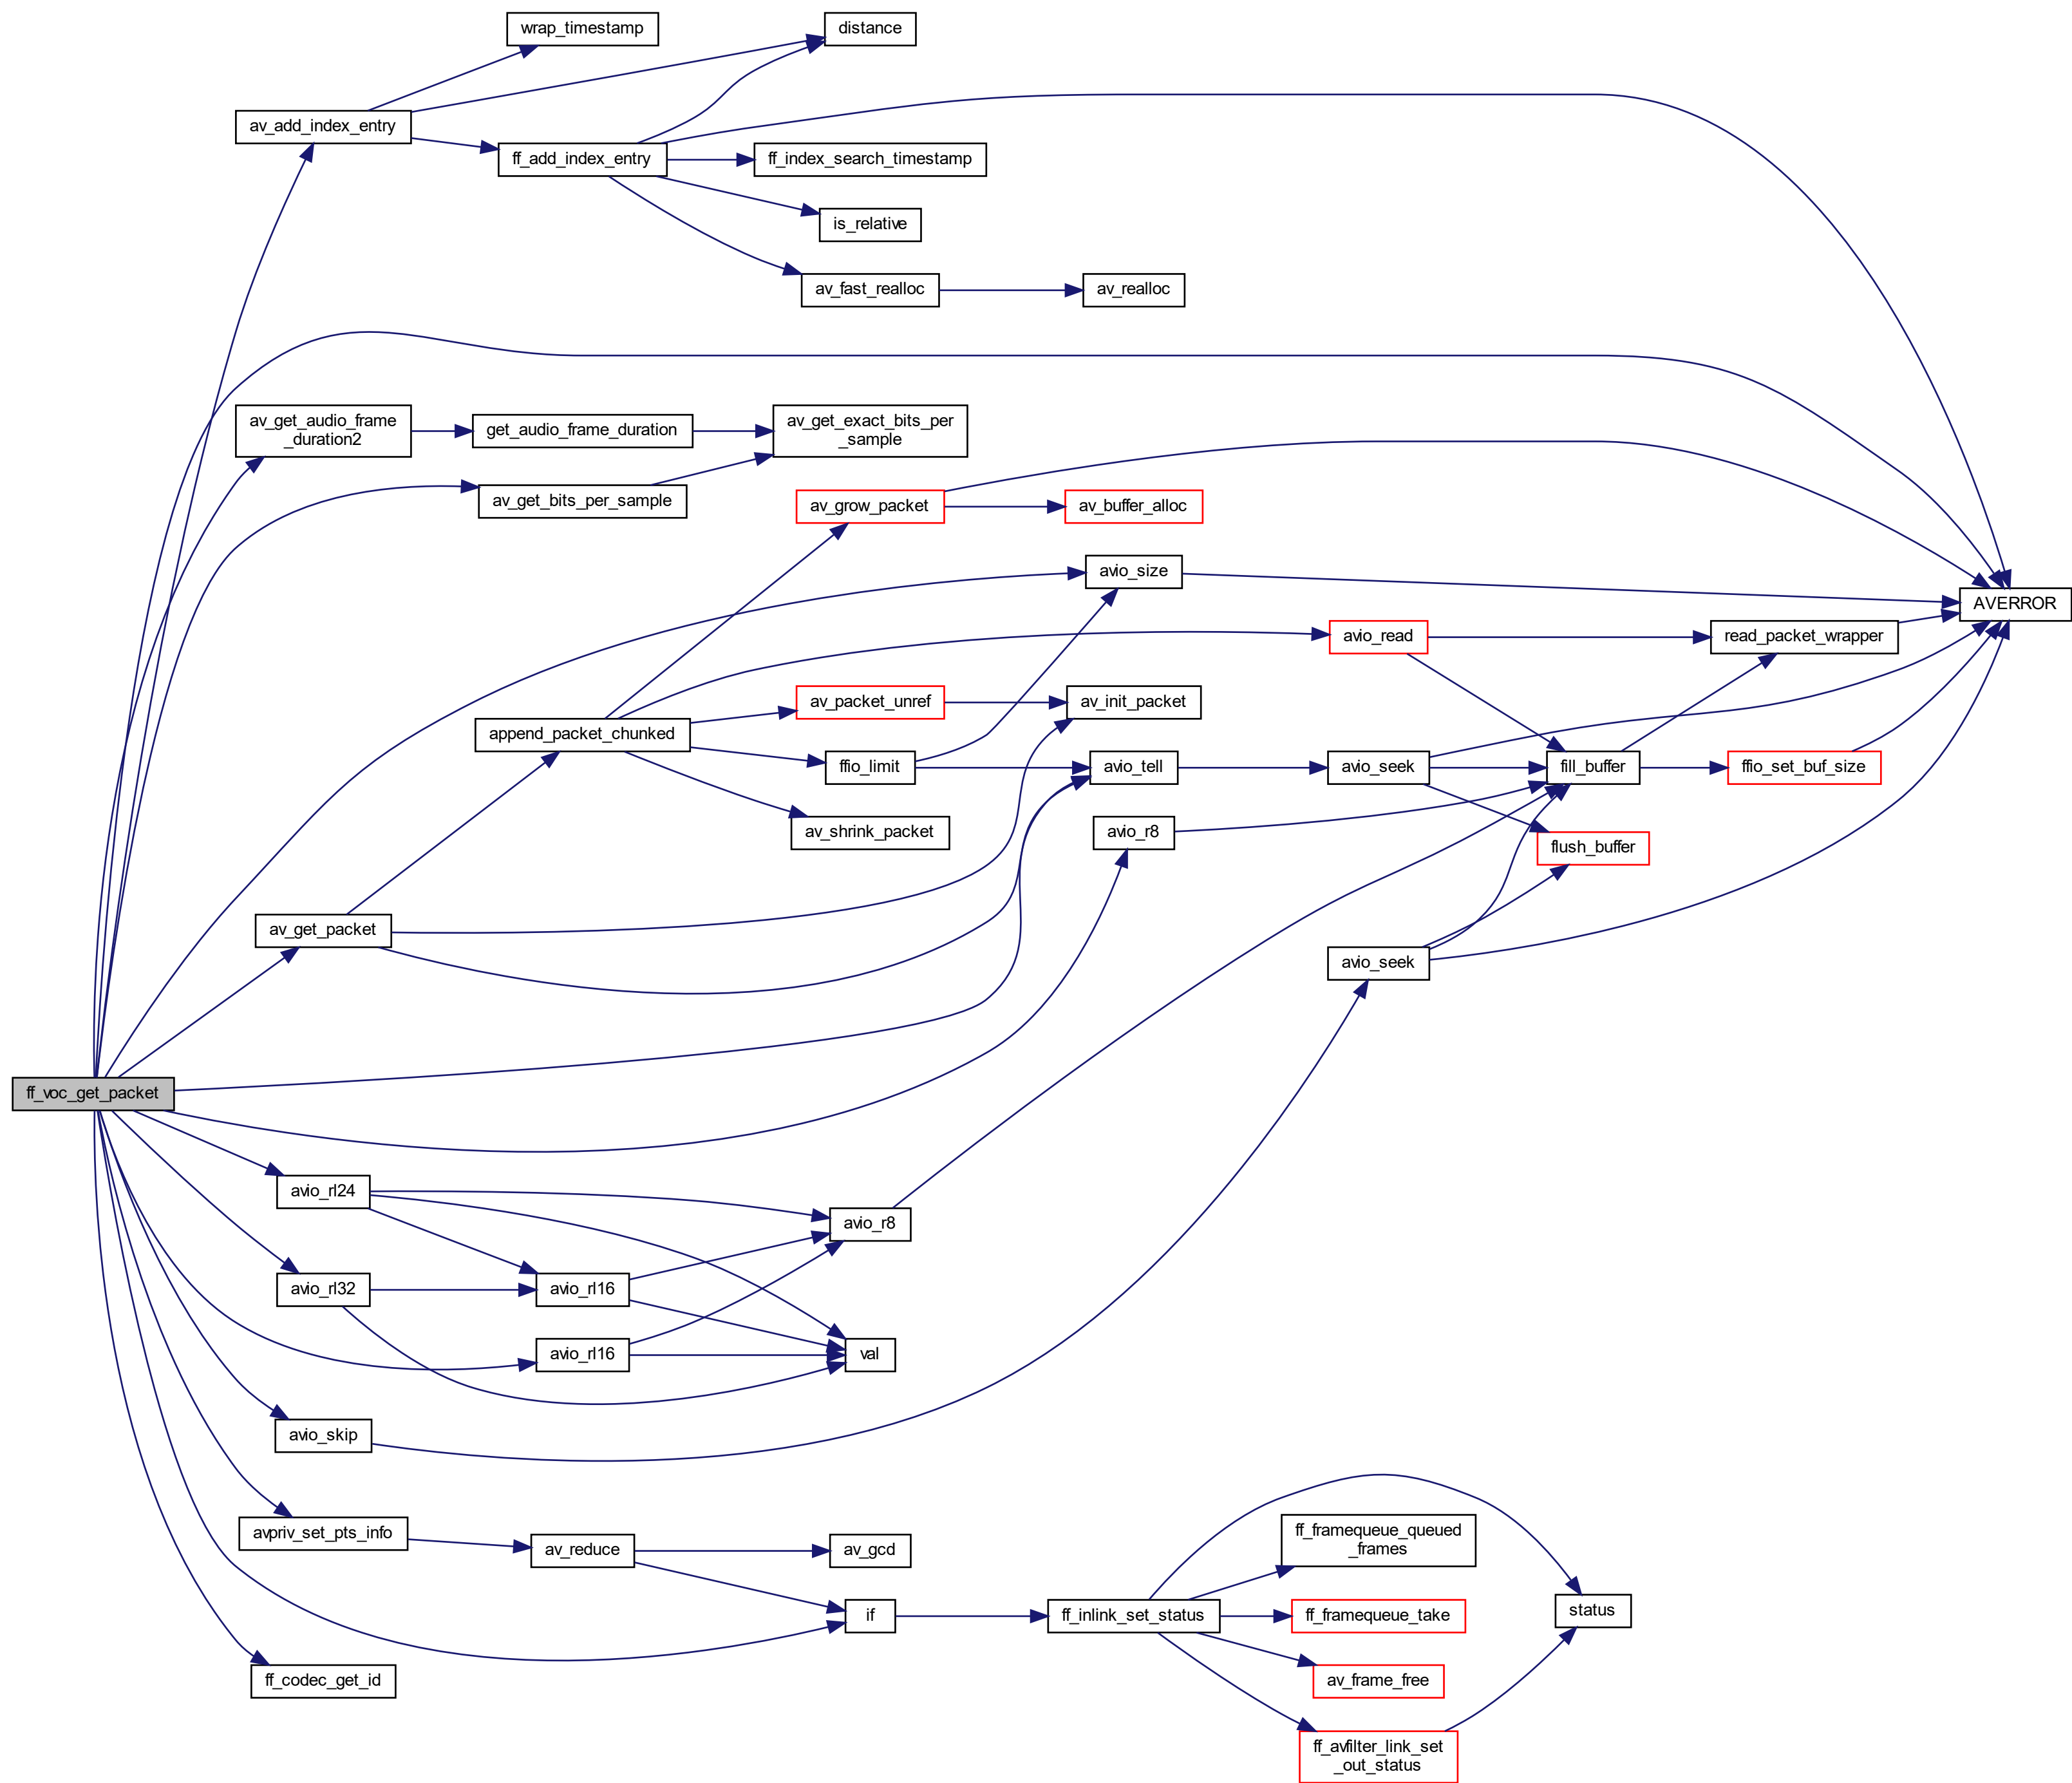 wrap_timestamp
distance
av_add_index_entry
ff_add_index_entry
ff_index_search_timestamp
is_relative
av_fast_realloc
av_realloc
av_get_audio_frame
_duration2
get_audio_frame_duration
av_get_exact_bits_per
_sample
av_get_bits_per_sample
av_grow_packet
av_buffer_alloc
avio_size
AVERROR
avio_read
read_packet_wrapper
av_packet_unref
av_init_packet
append_packet_chunked
ffio_limit
avio_tell
avio_seek
fill_buffer
ffio_set_buf_size
av_shrink_packet
avio_r8
flush_buffer
av_get_packet
avio_seek
ff_voc_get_packet
avio_rl24
avio_r8
avio_rl32
avio_rl16
avio_rl16
val
avio_skip
avpriv_set_pts_info
av_reduce
av_gcd
ff_framequeue_queued
_frames
if
ff_inlink_set_status
ff_framequeue_take
status
ff_codec_get_id
av_frame_free
ff_avfilter_link_set
_out_status